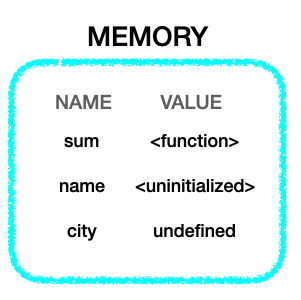 MEMORY
NAME VALUE
sum <function>
name <uninitialized>
city undefined